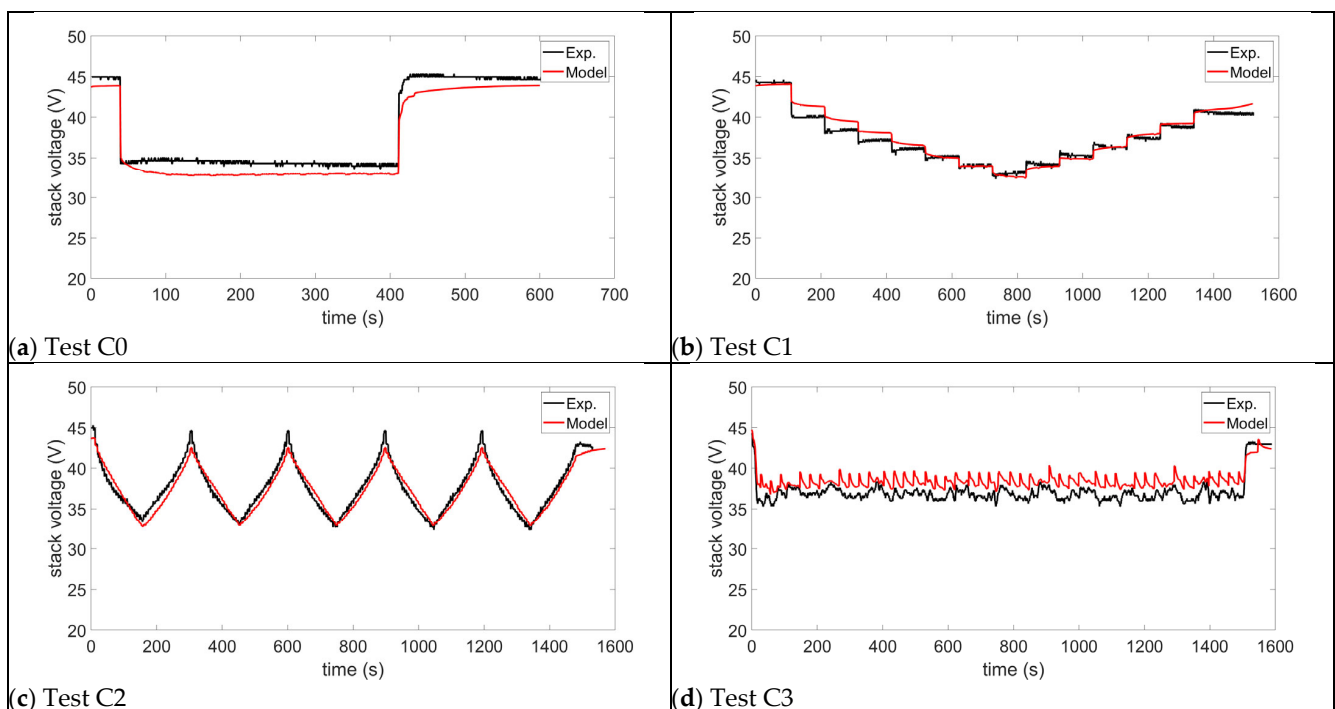 50
45
40
35
30
25
20
stack voltage (V)
0 100 200 300 400 500 600 700
time (s)
Exp.
Model
(a) Test C0
50
45
40
35
30
25
20
stack voltage (V)
0 200 400 600 800 1000 1200 1400 1600
time (s)
Exp.
Model
(b) Test C1
50
45
40
35
30
25
20
stack voltage (V)
0 200 400 600 800 1000 1200 1400 1600
time (s)
Exp.
Model
(c) Test C2
50
45
40
35
30
25
20
stack voltage (V)
0 200 400 600 800 1000 1200 1400 1600
time (s)
Exp.
Model
(d) Test C3